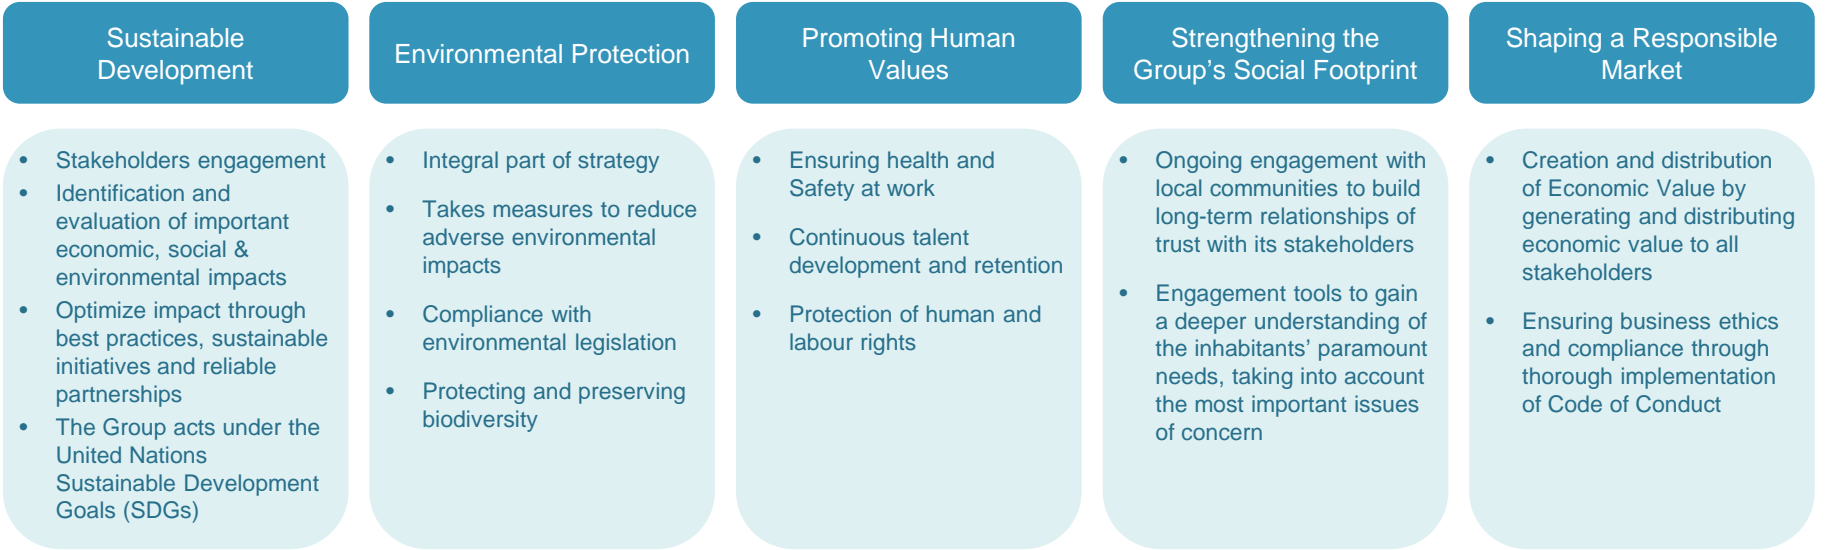 Sustainable
Development
• Stakeholders engagement
• Identification and
evaluation of important
economic, social &
environmental impacts
• Optimize impact through
best practices, sustainable
initiatives and reliable
partnerships
• The Group acts under the
United Nations
Sustainable Development
Goals (SDGs)
Environmental Protection
• Integral part of strategy
• Takes measures to reduce
adverse environmental
impacts
• Compliance with
environmental legislation
• Protecting and preserving
biodiversity
Promoting Human
Values
• Ensuring health and
Safety at work
• Continuous talent
development and retention
• Protection of human and
labour rights
Strengthening the
Group’s Social Footprint
• Ongoing engagement with
local communities to build
long-term relationships of
trust with its stakeholders
• Engagement tools to gain
a deeper understanding of
the inhabitants’ paramount
needs, taking into account
the most important issues
of concern
Shaping a Responsible
Market
• Creation and distribution
of Economic Value by
generating and distributing
economic value to all
stakeholders
• Ensuring business ethics
and compliance through
thorough implementation
of Code of Conduct